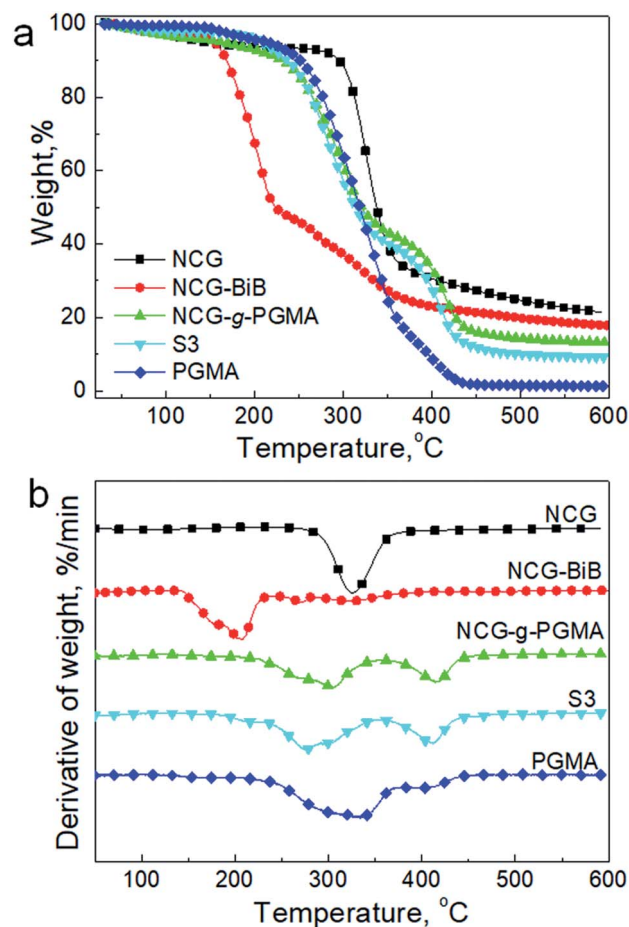 a
100
80
60
40
20
0
Weight,%
NCG
NCG-BiB
NCG-g-PGMA
S3
PGMA
100 200 300 400 500 600
Temperature,°C
b
Derivative of weight, %/min
NCG
NCG-BiB
NCG-g-PGMA
S3
PGMA
100 200 300 400 500 600
Temperature, °C